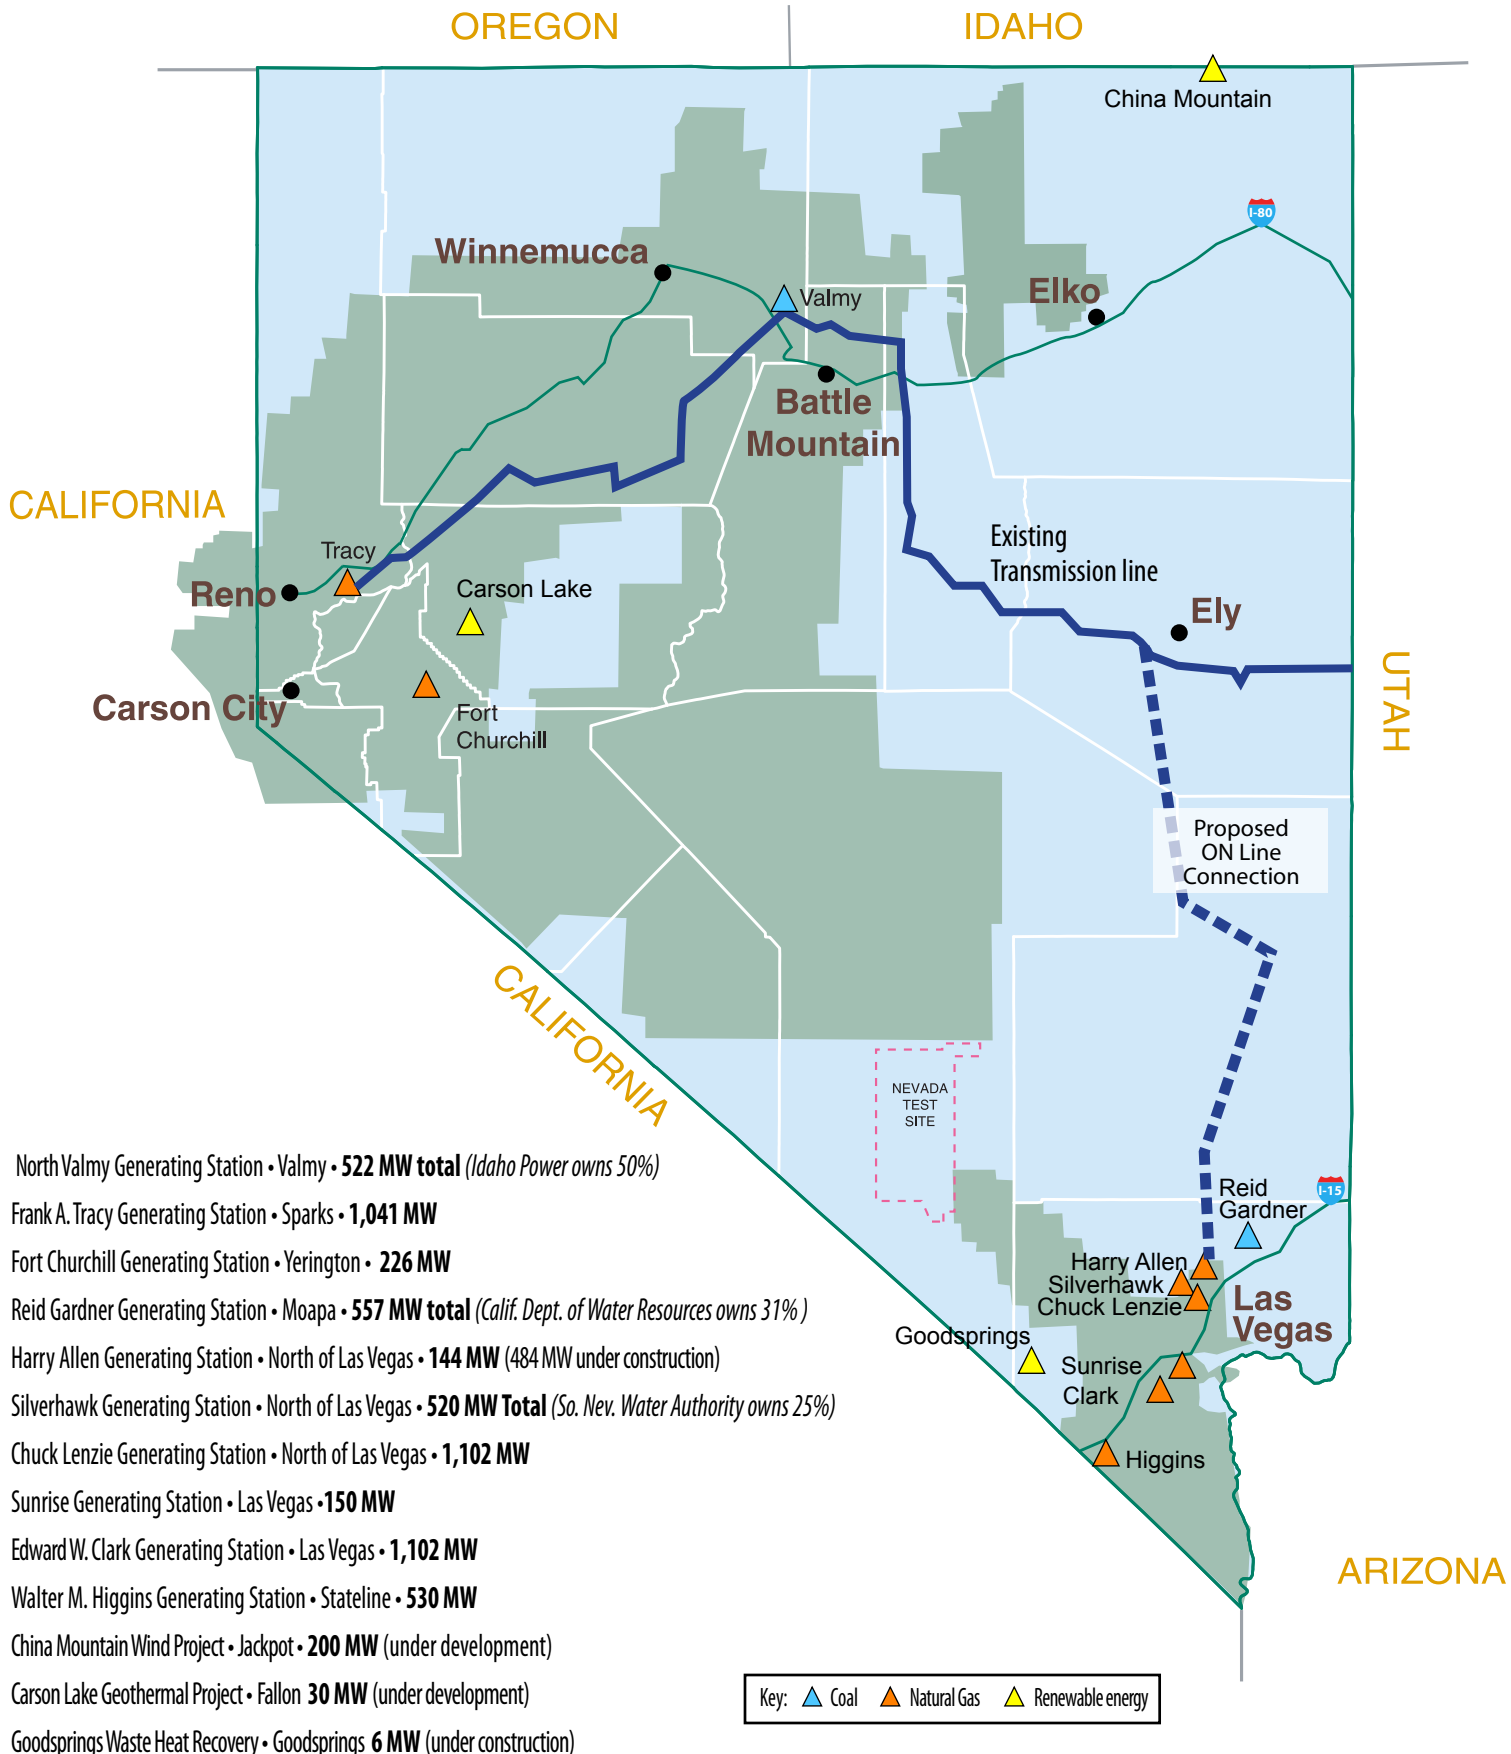 OREGON
IDAHO
China Mountain
I-80
Winnemucca
Valmy
Elko
Battle
Mountain
CALIFORNIA
Existing
Transmission line
Tracy
Reno
Carson Lake
Ely
UTAH
Carson City
Fort
Churchill
Proposed
ON Line
Connection
CALIFORNIA
NEVADA
TEST
SITE
Reid
Gardner
I-15
Harry Allen
Silverhawk
Chuck Lenzie
Las
Vegas
Goodsprings
Sunrise
Clark
Higgins
ARIZONA
North Valmy Generating Station • Valmy • 522 MW total (Idaho Power owns 50%)
Frank A. Tracy Generating Station • Sparks • 1,041 MW
Fort Churchill Generating Station • Yerington • 226 MW
Reid Gardner Generating Station • Moapa • 557 MW total (Calif. Dept. of Water Resources owns 31% )
Harry Allen Generating Station • North of Las Vegas • 144 MW (484 MW under construction)
Silverhawk Generating Station • North of Las Vegas • 520 MW Total (So. Nev. Water Authority owns 25%)
Chuck Lenzie Generating Station • North of Las Vegas • 1,102 MW
Sunrise Generating Station • Las Vegas •150 MW
Edward W. Clark Generating Station • Las Vegas • 1,102 MW
Walter M. Higgins Generating Station • Stateline • 530 MW
China Mountain Wind Project • Jackpot • 200 MW (under development)
Carson Lake Geothermal Project • Fallon 30 MW (under development)
Goodsprings Waste Heat Recovery • Goodsprings 6 MW (under construction)
Key: Coal Natural Gas Renewable energy